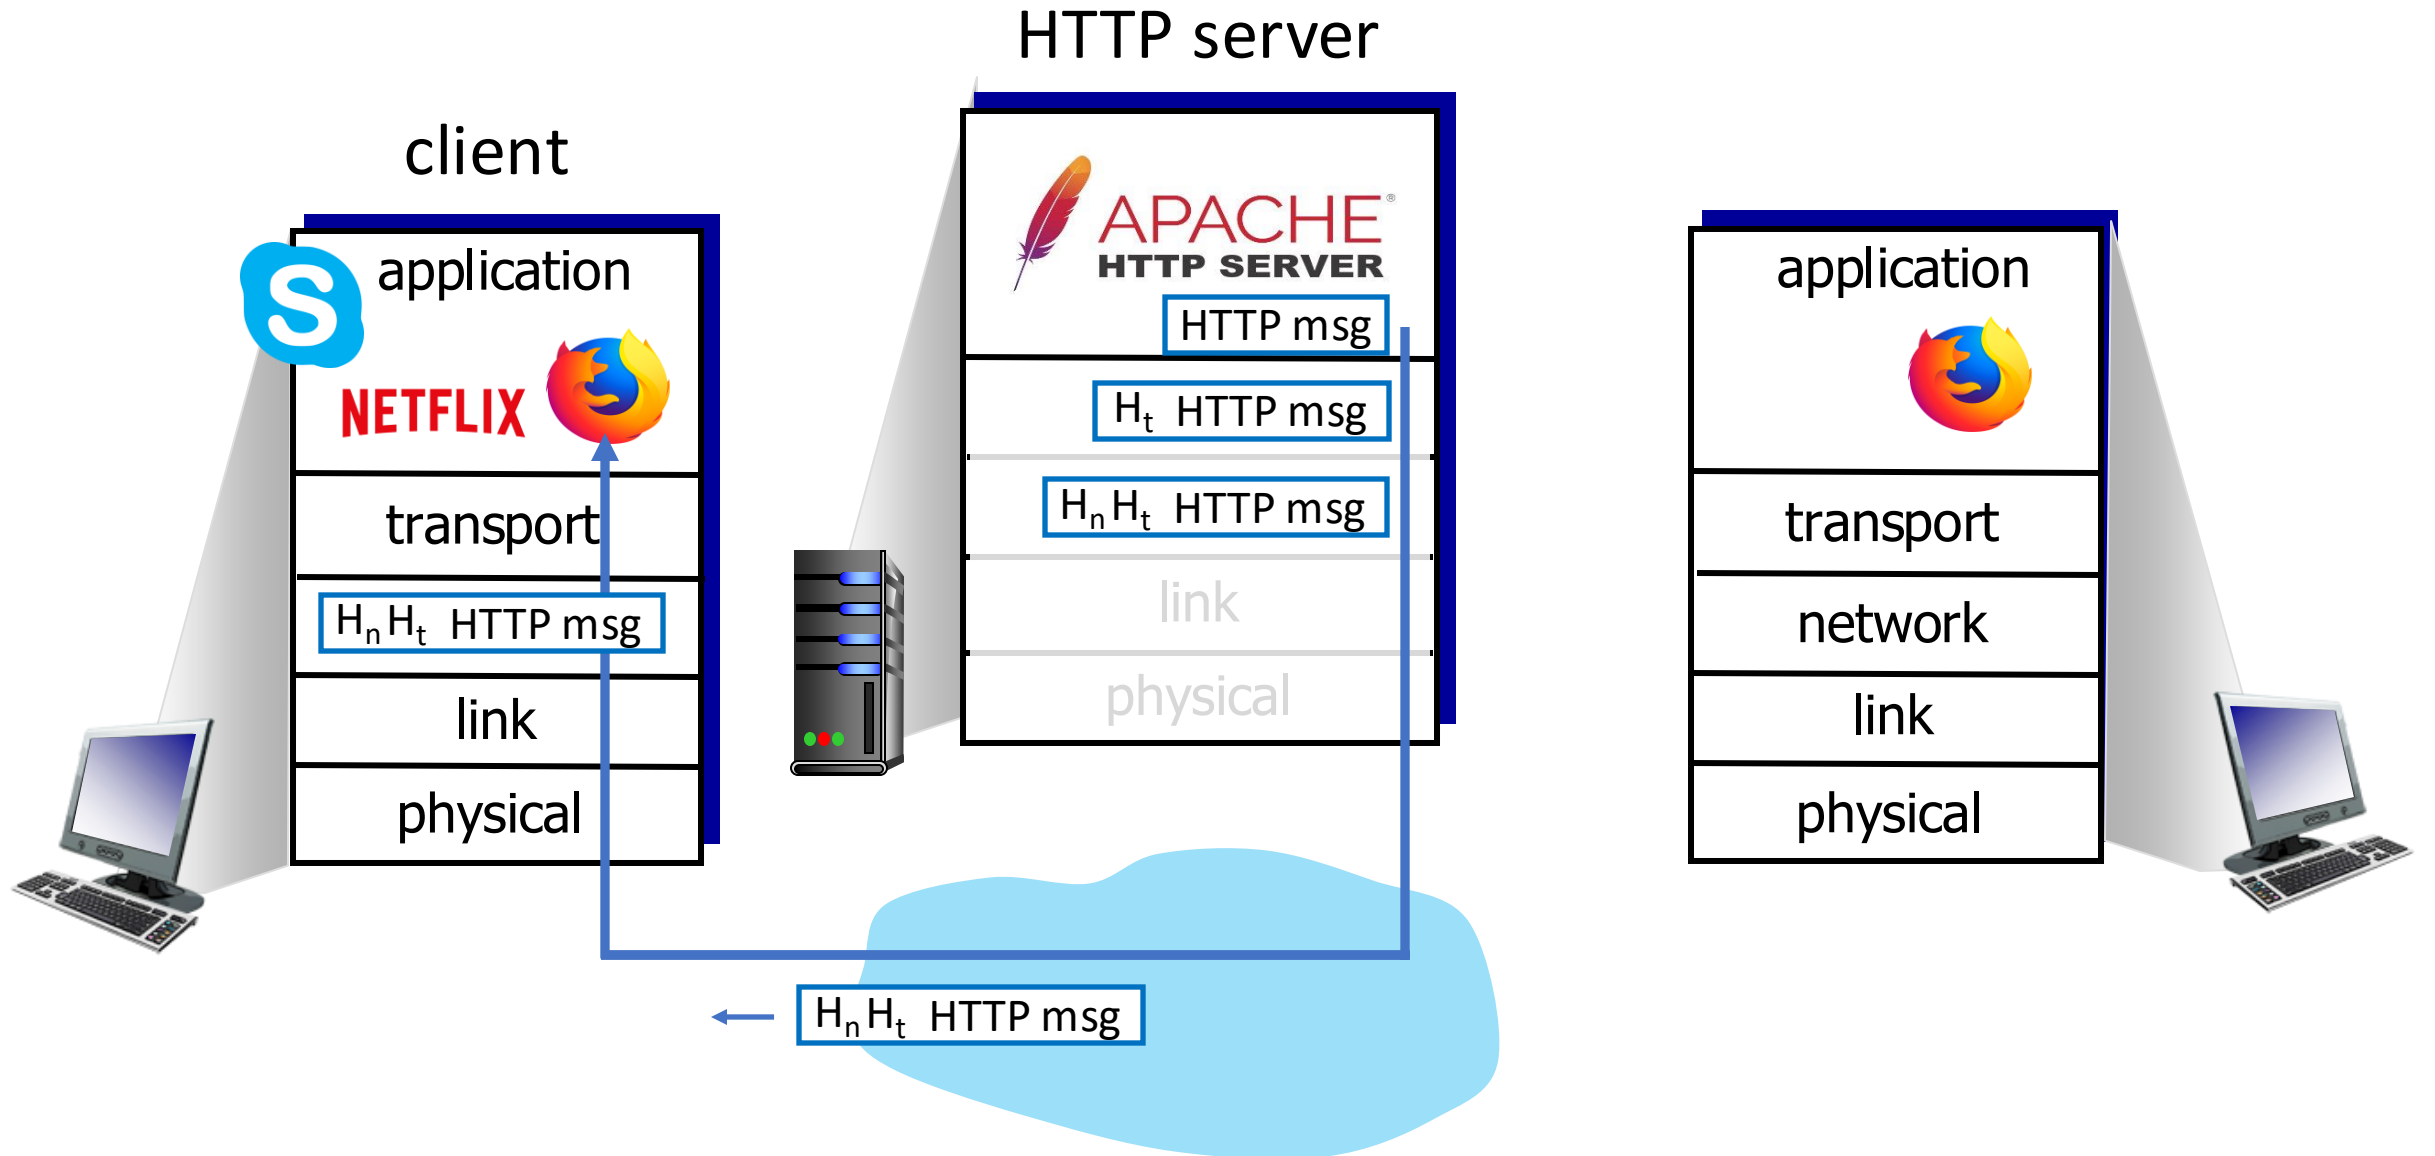 HTTP server
client
application
NETFLIX
transport
Hn Ht HTTP msg
link
physical
APACHE®
HTTP SERVER
HTTP msg
Ht HTTP msg
Hn Ht HTTP msg
link
physical
application
transport
network
link
physical
Hn Ht HTTP msg